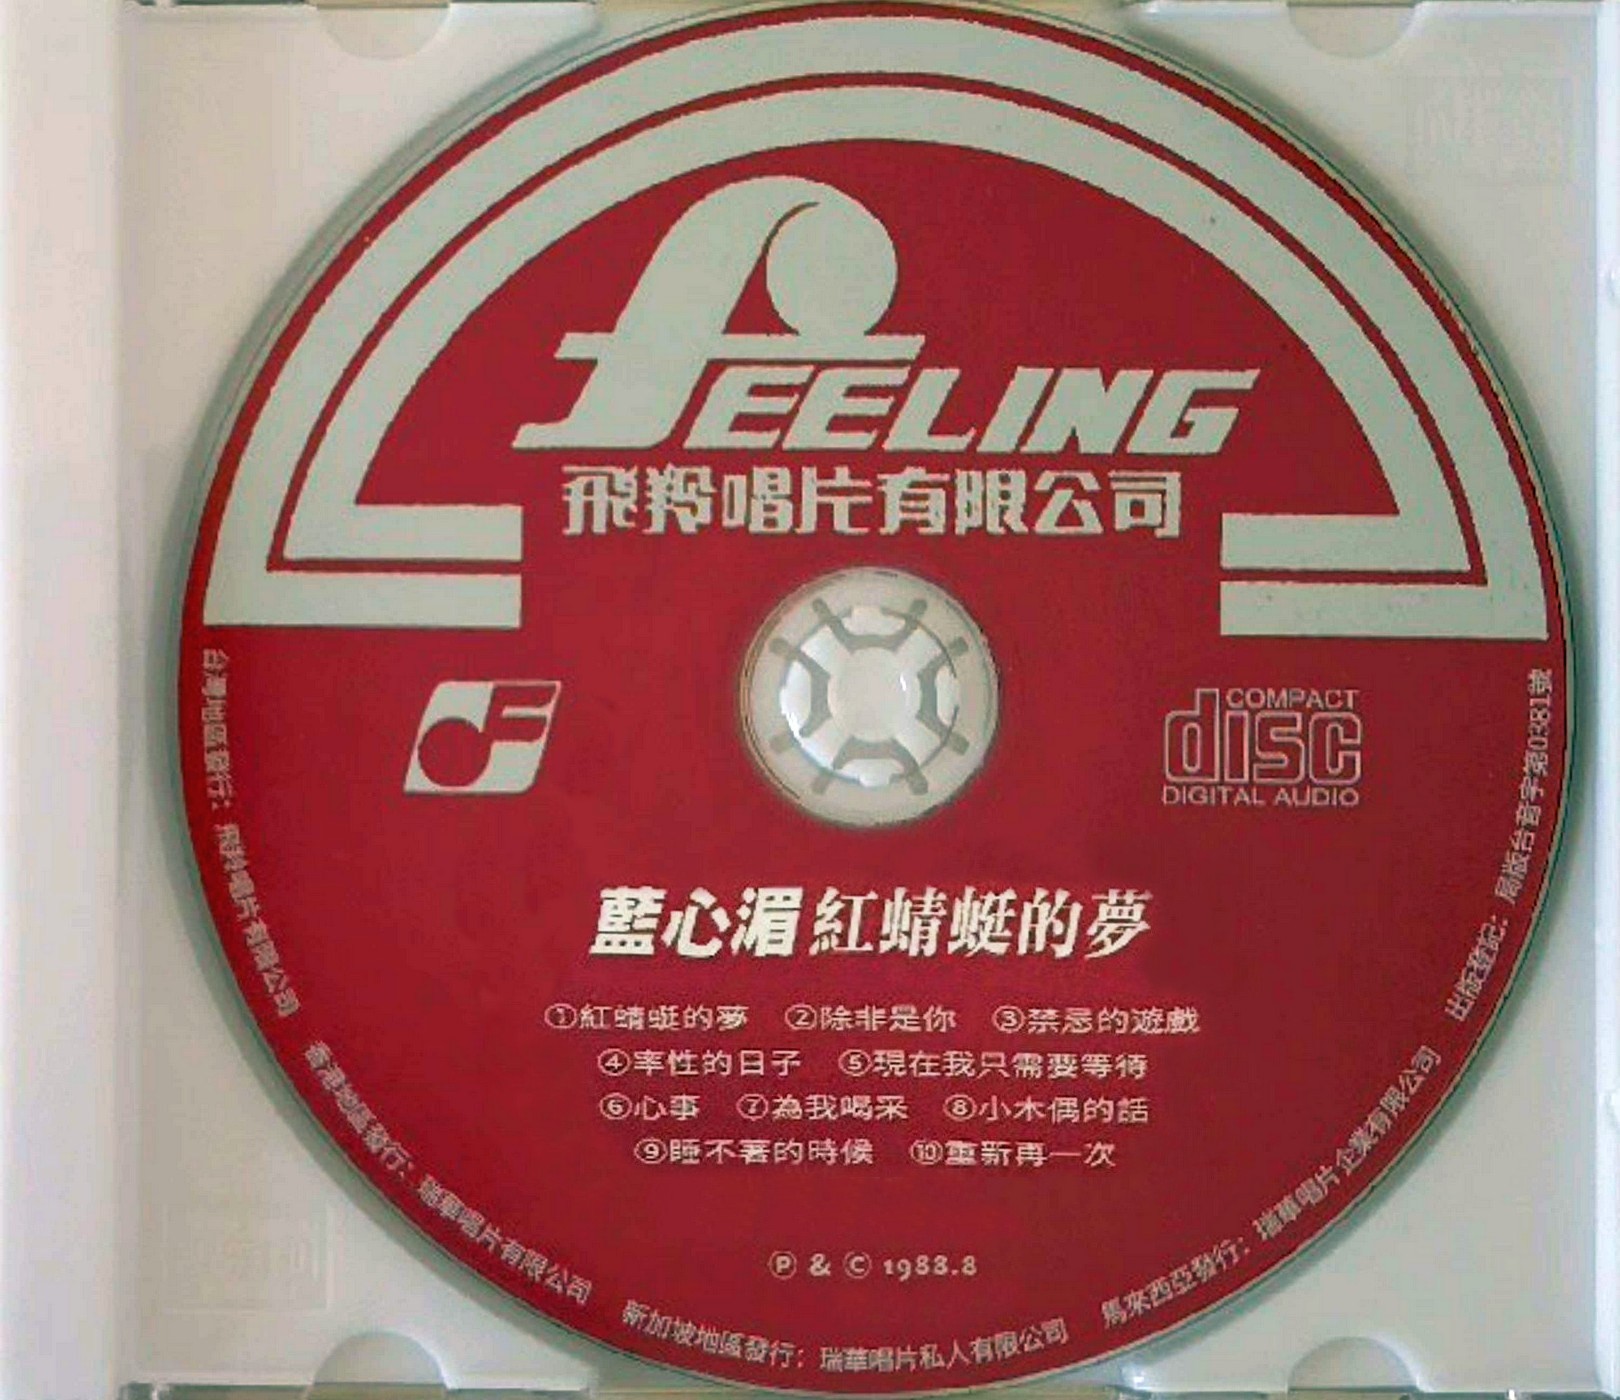 FEELING
飛羚唱片有限公司
COMPACT
disc
DIGITAL AUDIO
藍心湄 紅蜻蜓的夢
①紅蜻蜓的夢 ②除非是你 ③禁忌的遊戲
④率性的日子 ⑤現在我只需要等待
⑥心事 ⑦為我喝采 ⑧小木偶的話
⑨睡不著的時候 ⑩重新再一次
Ⓟ & © 1988.8
台灣地區發行：飛羚唱片有限公司
香港地區發行：瑞華唱片有限公司
新加坡地區發行：瑞華唱片私人有限公司
馬來西亞發行：瑞華唱片企業有限公司
出版登記：局版台音字第0381號